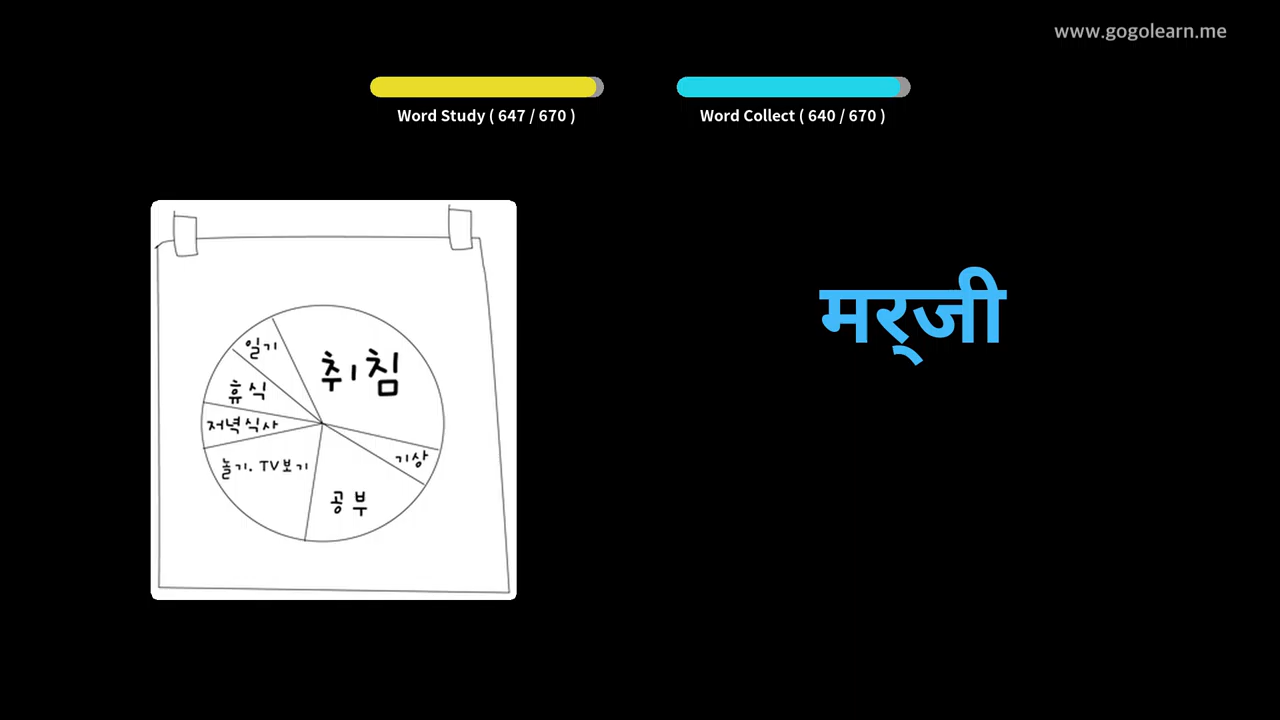 www.gogolearn.me
Word Study ( 647 / 670 )
Word Collect ( 640 / 670 )
मर्‌जी
일기
취침
휴식
저녁식사
놀기. TV보기
기상
공부